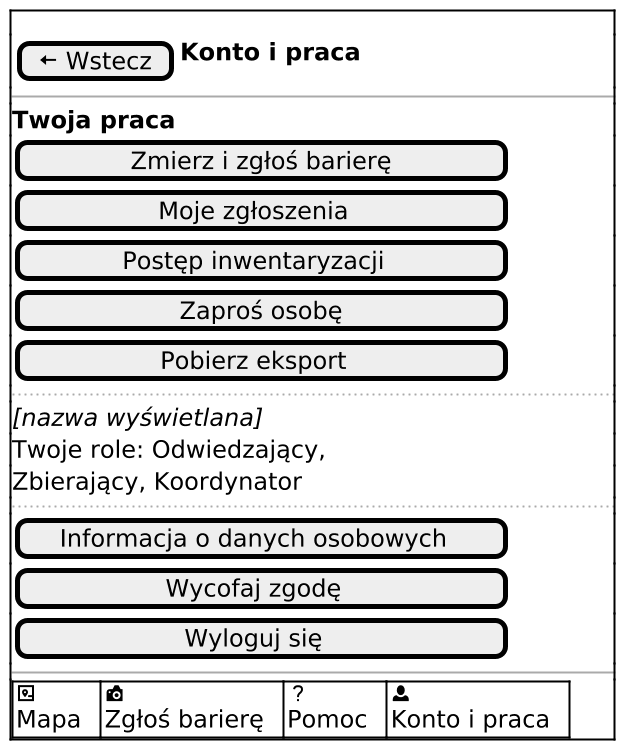 ← Wstecz Konto i praca
Twoja praca
Zmierz i zgłoś barierę
Moje zgłoszenia
Postęp inwentaryzacji
Zaproś osobę
Pobierz eksport
[nazwa wyświetlana]
Twoje role: Odwiedzający,
Zbierający, Koordynator
Informacja o danych osobowych
Wycofaj zgodę
Wyloguj się
?
Mapa Zgłoś barierę Pomoc Konto i praca